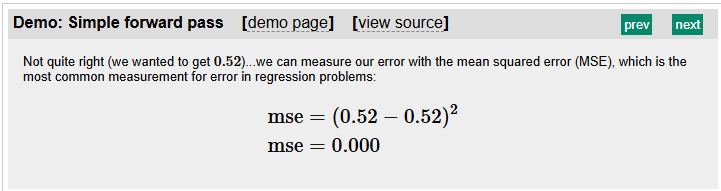 Demo: Simple forward pass [demo page] [view source] prev next
Not quite right (we wanted to get 0.52)...we can measure our error with the mean squared error (MSE), which is the
most common measurement for error in regression problems:
mse = (0.52 − 0.52)²
mse = 0.000